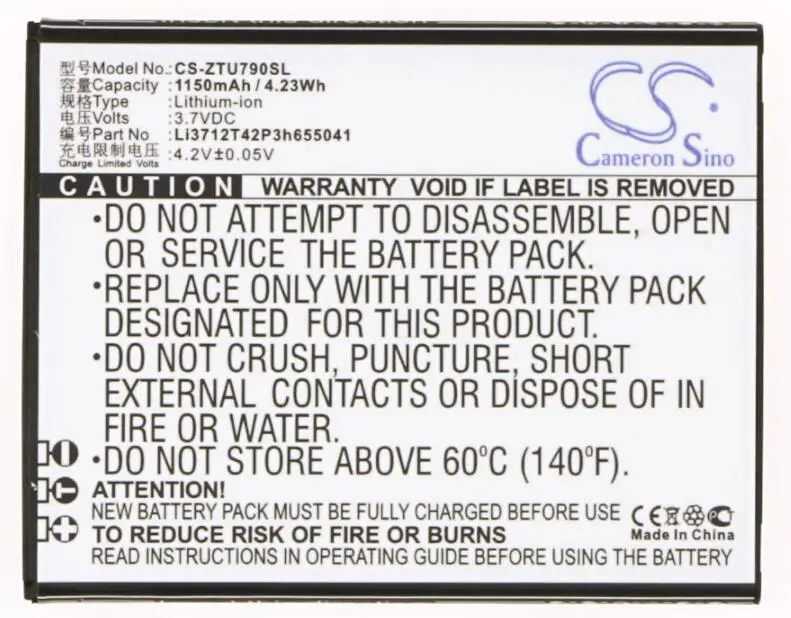 型号Model No.:CS-ZTU790SL
容量Capacity :1150mAh / 4.23Wh
规格Type :Lithium-ion
电压Volts :3.7VDC
编号P/N :Li3712T42P3h655041
充电限制电压:4.2V±0.05V
Charge Limited Volts
CS
Cameron Sino
CAUTION WARRANTY VOID IF LABEL IS REMOVED
•DO NOT ATTEMPT TO DISASSEMBLE, OPEN
OR SERVICE THE BATTERY PACK.
•REPLACE ONLY WITH THE BATTERY PACK
DESIGNATED FOR THIS PRODUCT.
•DO NOT CRUSH, PUNCTURE, SHORT
EXTERNAL CONTACTS OR DISPOSE OF IN
FIRE OR WATER.
•DO NOT STORE ABOVE 60°C (140°F).
ATTENTION!
NEW BATTERY PACK MUST BE FULLY CHARGED BEFORE USE
CE
Made In China
TO REDUCE RISK OF FIRE OR BURNS
READ INSTRUCTIONS IN OPERATING GUIDE BEFORE USING THE BATTERY